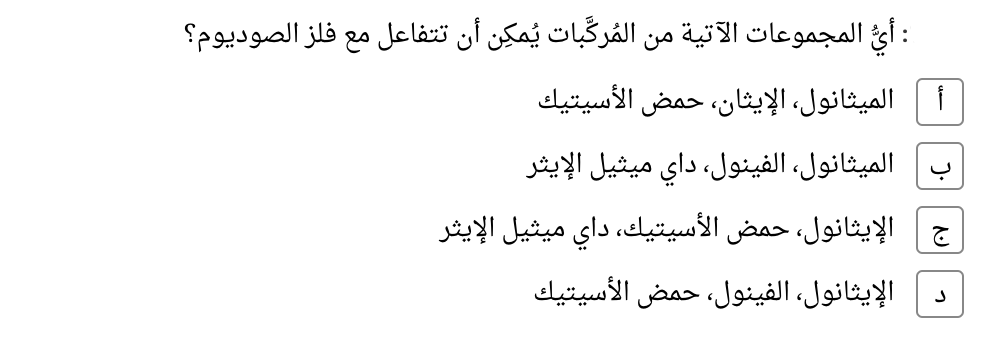 : أيُّ المجموعات الآتية من المُركَّبات يُمكِن أن تتفاعل مع فلز الصوديوم؟
أ الميثانول، الإيثان، حمض الأسيتيك
ب الميثانول، الفينول، داي ميثيل الإيثر
ج الإيثانول، حمض الأسيتيك، داي ميثيل الإيثر
د الإيثانول، الفينول، حمض الأسيتيك